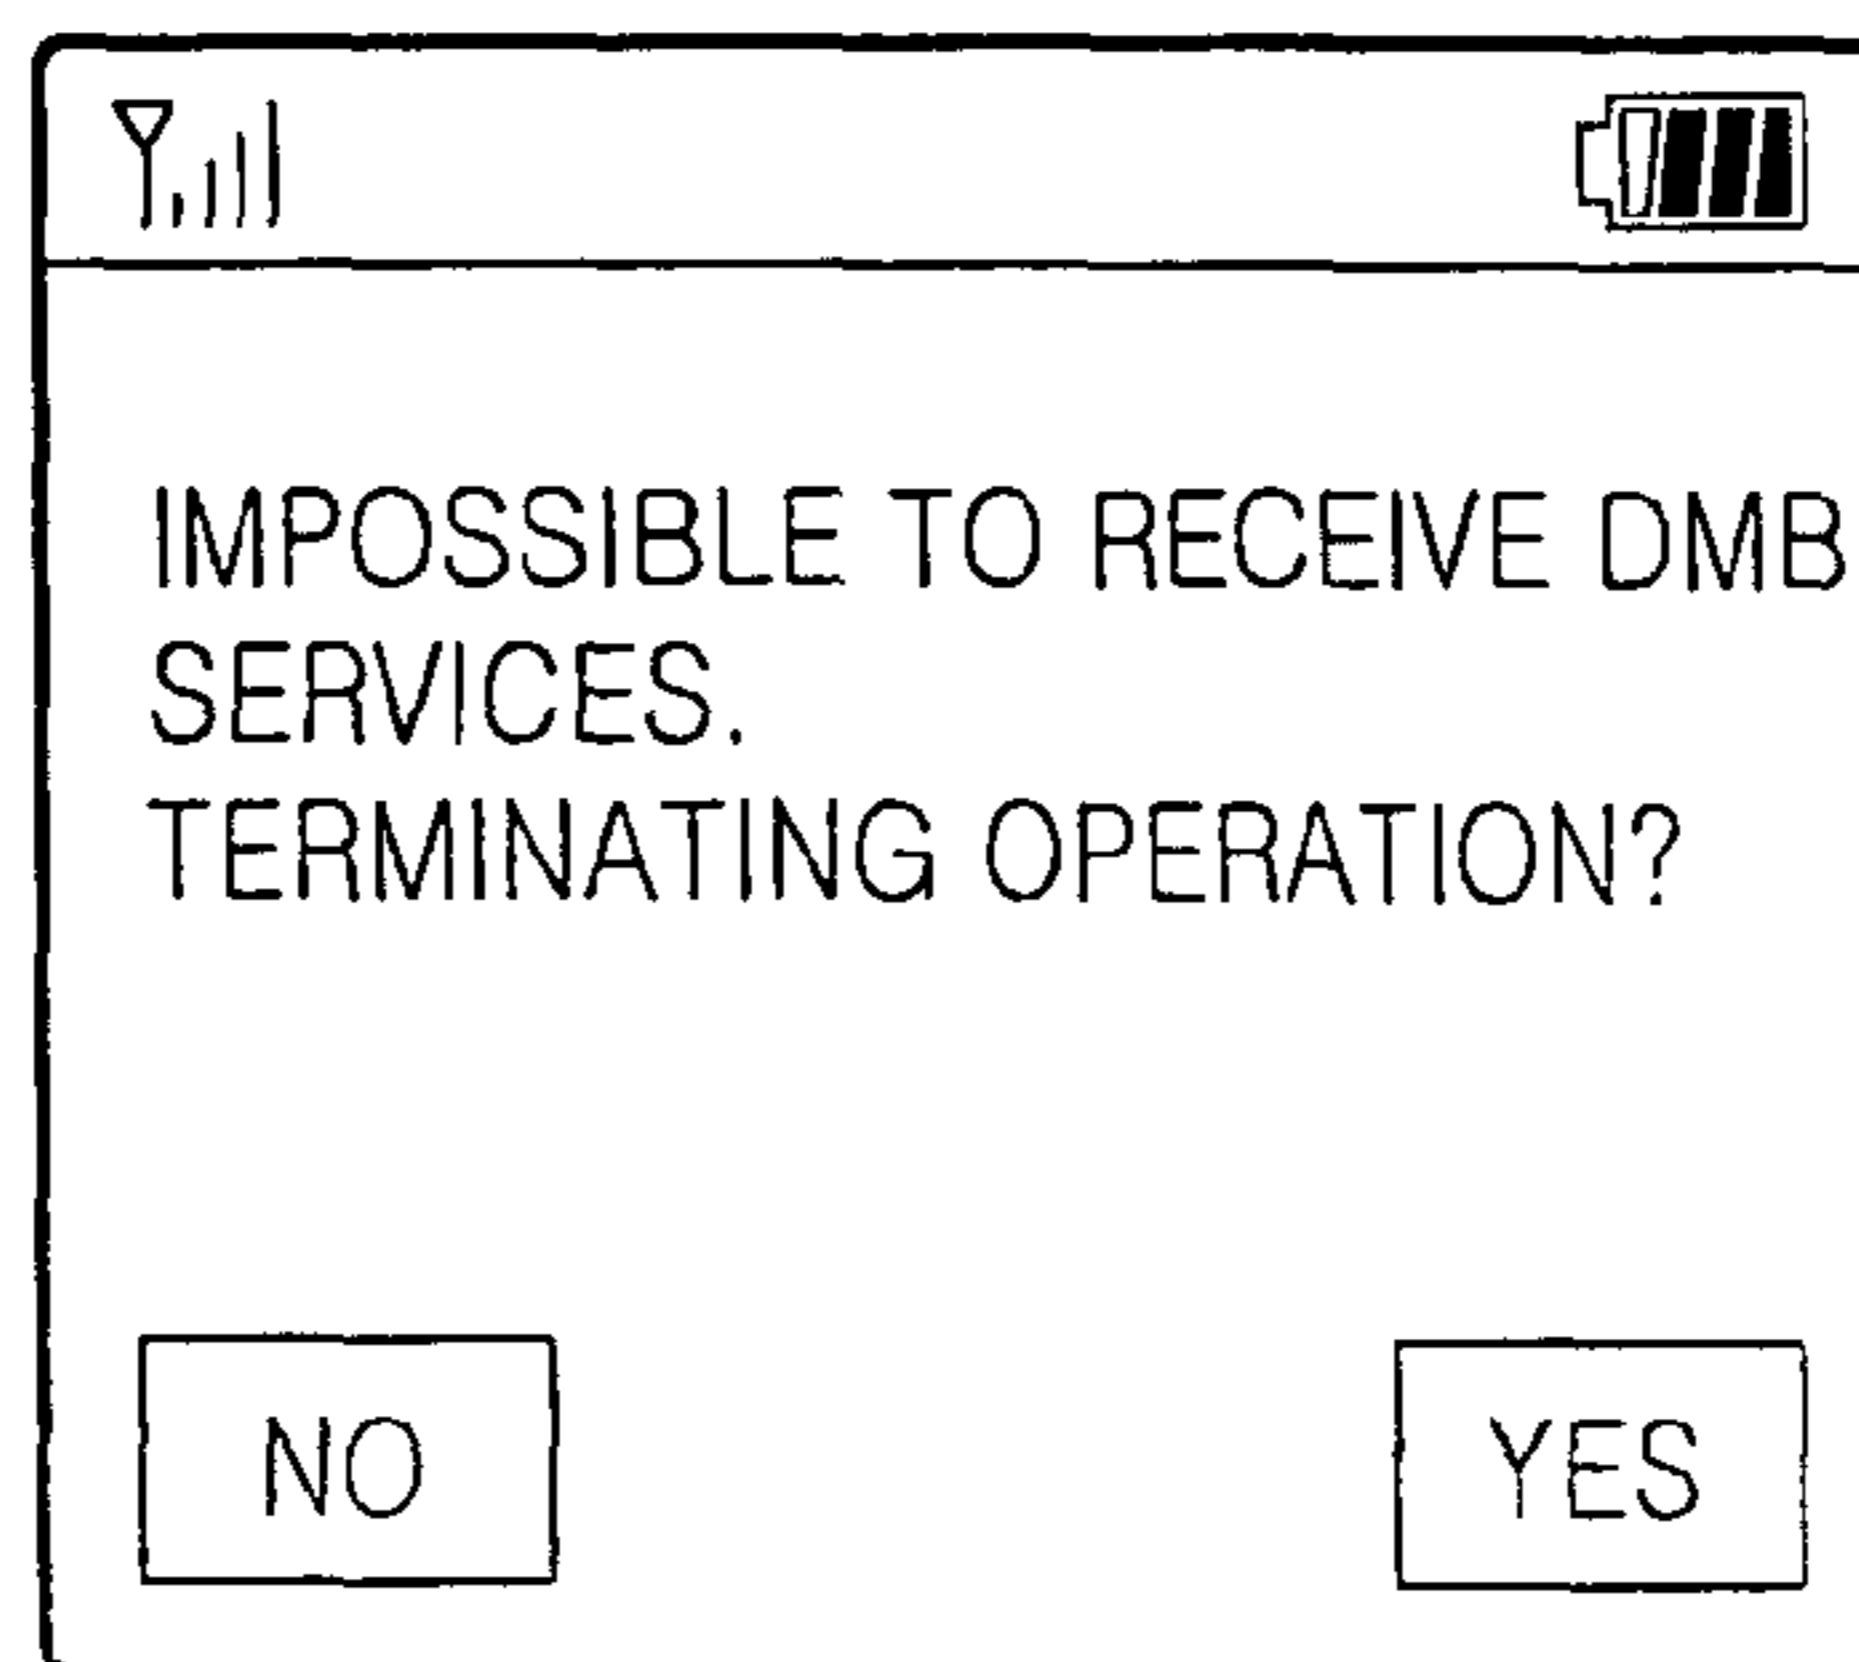 IMPOSSIBLE TO RECEIVE DMB
SERVICES.
TERMINATING OPERATION?
NO
YES